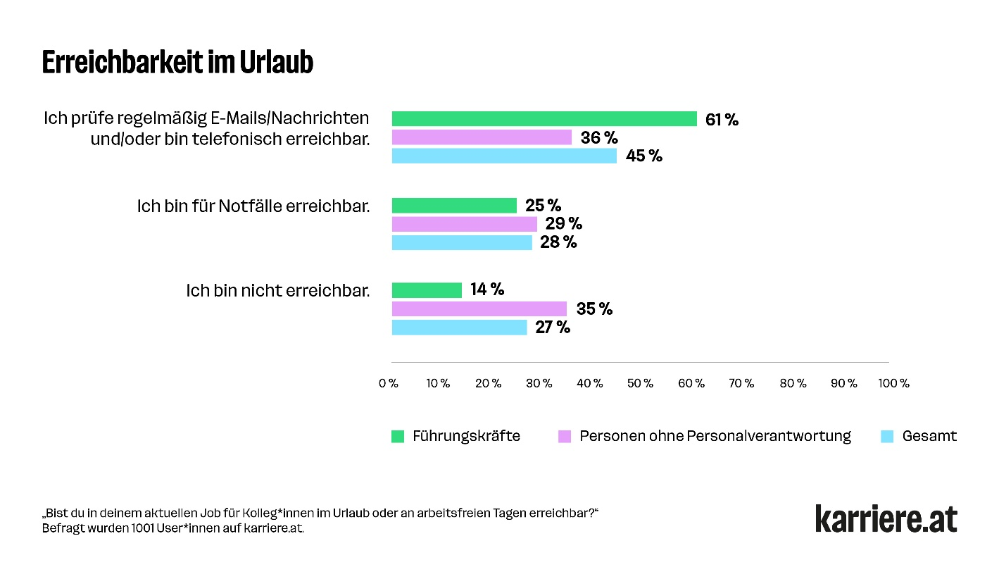 Erreichbarkeit im Urlaub
Ich prüfe regelmäßig E-Mails/Nachrichten
und/oder bin telefonisch erreichbar.
61 %
36 %
45 %
Ich bin für Notfälle erreichbar.
25 %
29 %
28 %
Ich bin nicht erreichbar.
14 %
35 %
27 %
0 % 10 % 20 % 30 % 40 % 50 % 60 % 70 % 80 % 90 % 100 %
Führungskräfte Personen ohne Personalverantwortung Gesamt
„Bist du in deinem aktuellen Job für Kolleg*innen im Urlaub oder an arbeitsfreien Tagen erreichbar?“
Befragt wurden 1001 User*innen auf karriere.at.
karriere.at